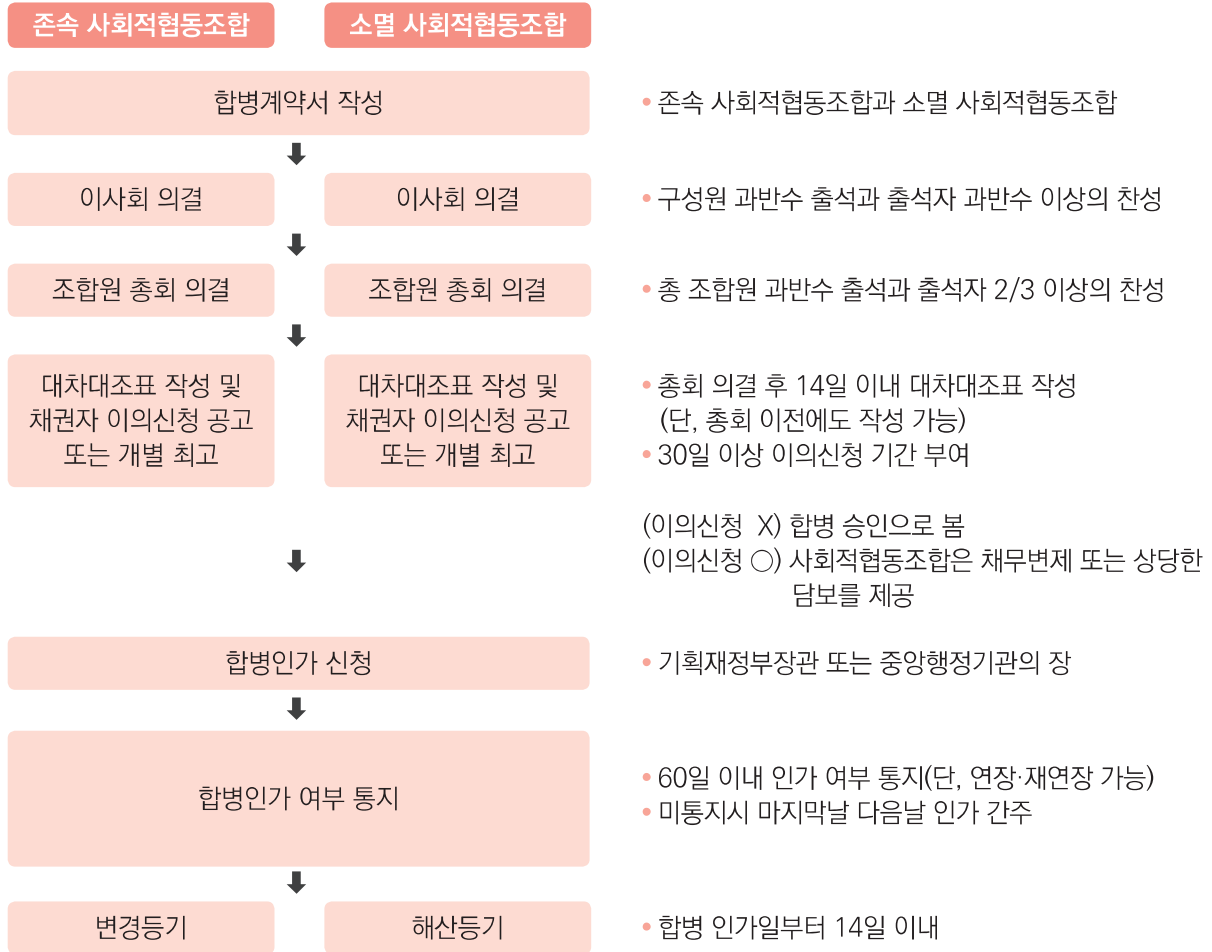 존속 사회적협동조합
소멸 사회적협동조합
합병계약서 작성
• 존속 사회적협동조합과 소멸 사회적협동조합
이사회 의결
이사회 의결
• 구성원 과반수 출석과 출석자 과반수 이상의 찬성
조합원 총회 의결
조합원 총회 의결
• 총 조합원 과반수 출석과 출석자 2/3 이상의 찬성
대차대조표 작성 및
채권자 이의신청 공고
또는 개별 최고
대차대조표 작성 및
채권자 이의신청 공고
또는 개별 최고
• 총회 의결 후 14일 이내 대차대조표 작성
(단, 총회 이전에도 작성 가능)
• 30일 이상 이의신청 기간 부여
(이의신청 X) 합병 승인으로 봄
(이의신청 ○) 사회적협동조합은 채무변제 또는 상당한
담보를 제공
합병인가 신청
• 기획재정부장관 또는 중앙행정기관의 장
합병인가 여부 통지
• 60일 이내 인가 여부 통지(단, 연장·재연장 가능)
• 미통지시 마지막날 다음날 인가 간주
변경등기
해산등기
• 합병 인가일부터 14일 이내